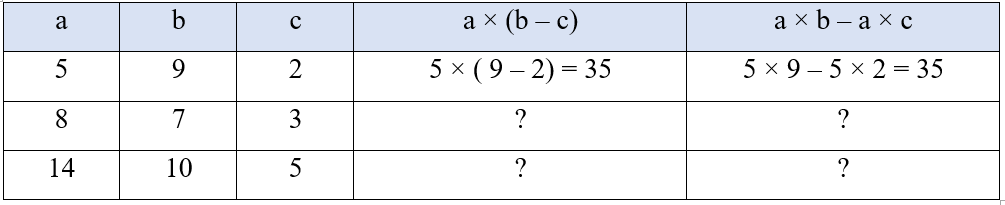 a b c a × (b – c) a × b – a × c
5 9 2 5 × ( 9 – 2) = 35 5 × 9 – 5 × 2 = 35
8 7 3 ? ?
14 10 5 ? ?